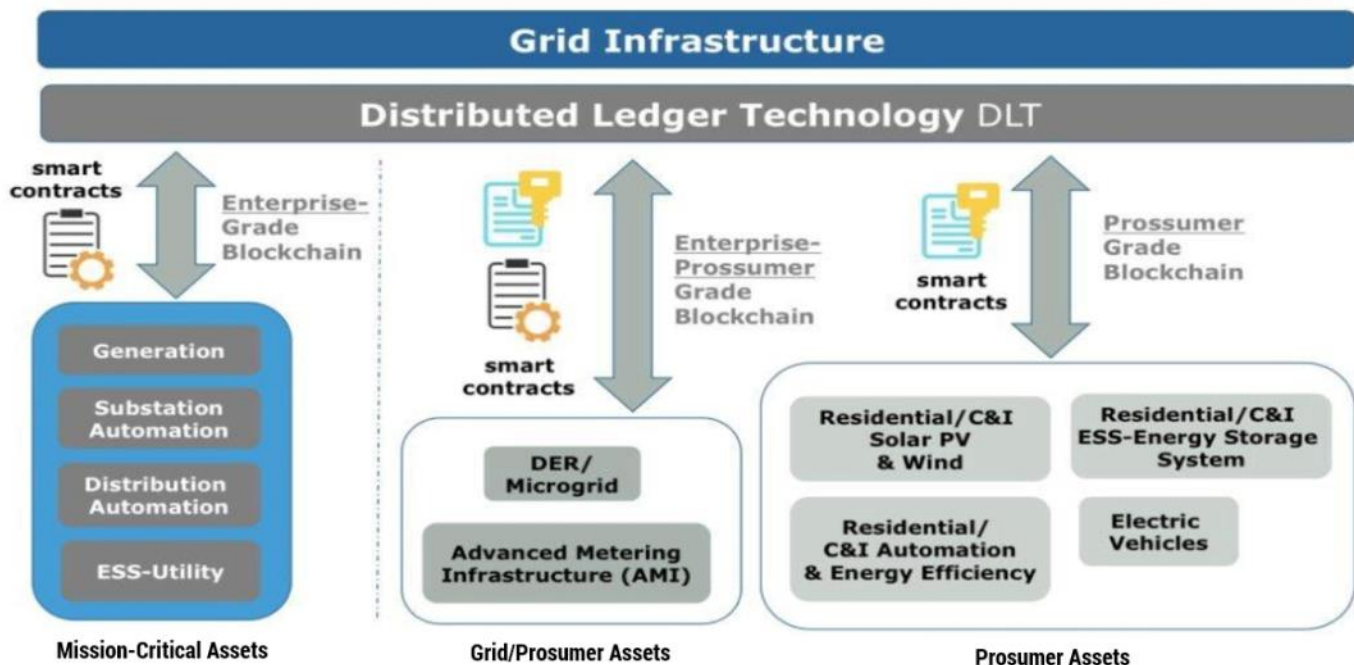 Grid Infrastructure
Distributed Ledger Technology DLT
smart
contracts
Enterprise-
Grade
Blockchain
Generation
Substation
Automation
Distribution
Automation
ESS-Utility
Mission-Critical Assets
Enterprise-
Prossumer
Grade
Blockchain
smart
contracts
DER/
Microgrid
Advanced Metering
Infrastructure (AMI)
Grid/Prosumer Assets
smart
contracts
Prossumer
Grade
Blockchain
Residential/C&I
Solar PV
& Wind
Residential/C&I
ESS-Energy Storage
System
Residential/
C&I Automation
& Energy Efficiency
Electric
Vehicles
Prosumer Assets